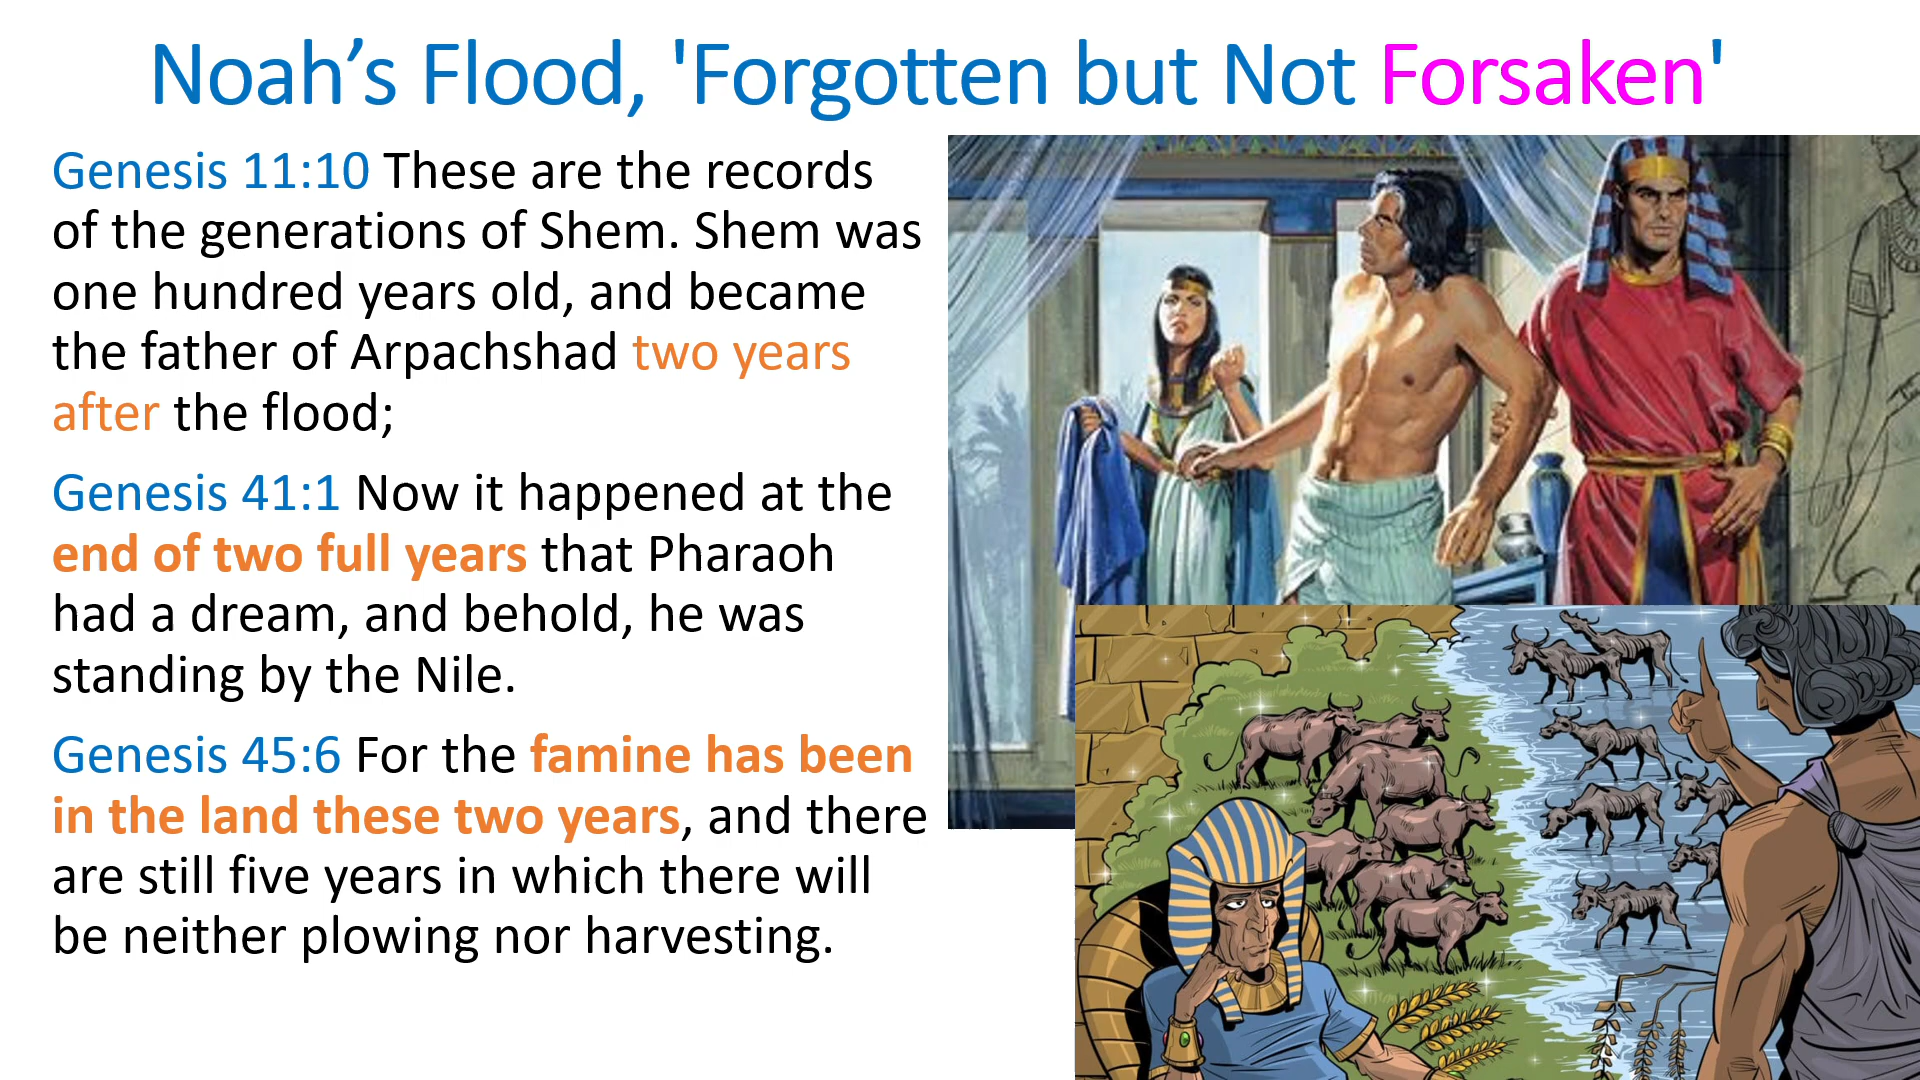 Noah’s Flood, 'Forgotten but Not Forsaken'
Genesis 11:10 These are the records
of the generations of Shem. Shem was
one hundred years old, and became
the father of Arpachshad two years
after the flood;
Genesis 41:1 Now it happened at the
end of two full years that Pharaoh
had a dream, and behold, he was
standing by the Nile.
Genesis 45:6 For the famine has been
in the land these two years, and there
are still five years in which there will
be neither plowing nor harvesting.